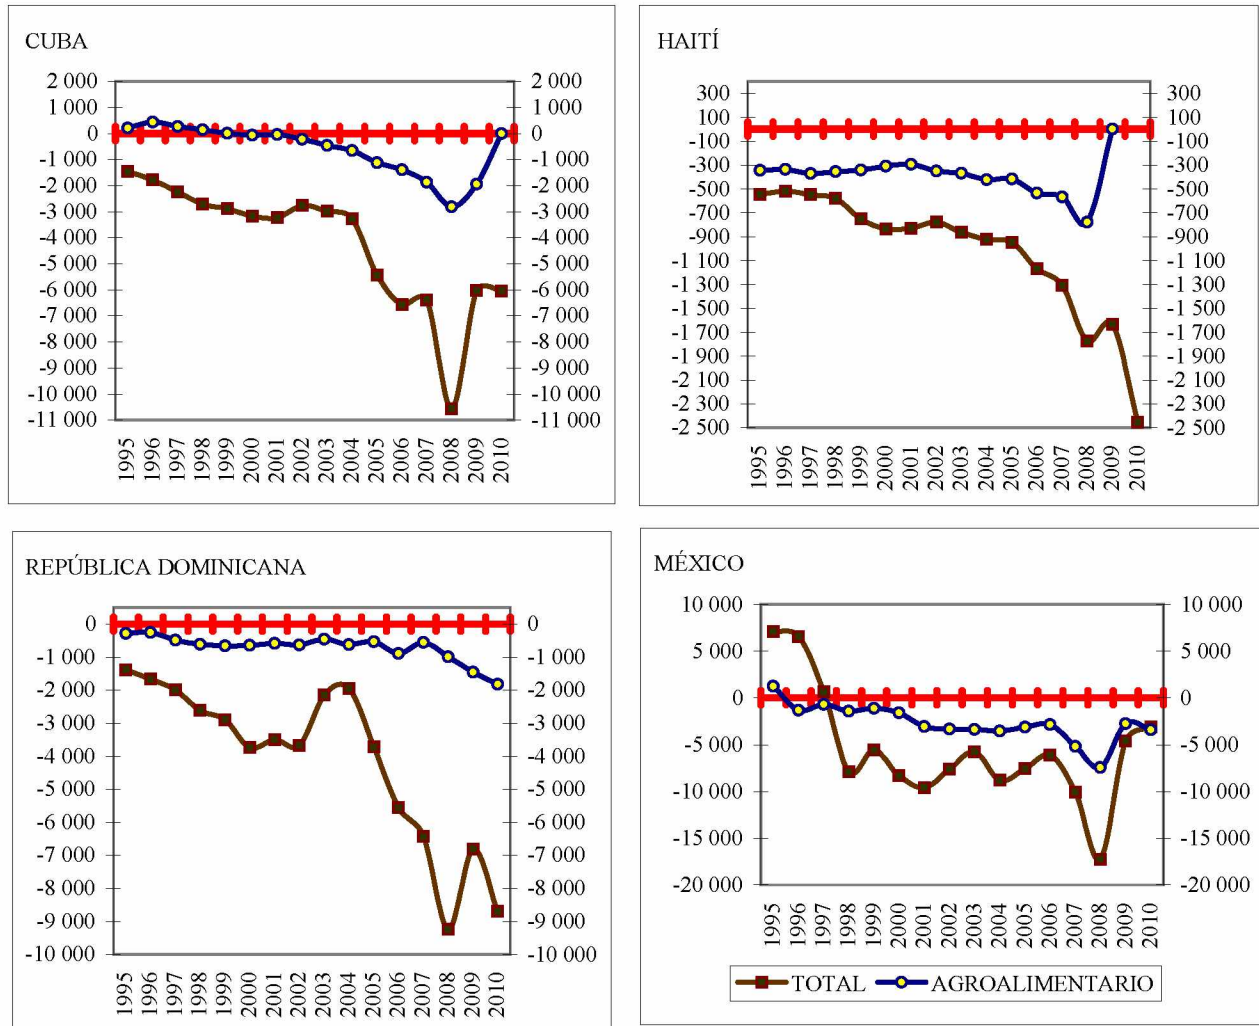 CUBA
2 000 2 000
1 000 1 000
0 0
-1 000 -1 000
-2 000 -2 000
-3 000 -3 000
-4 000 -4 000
-5 000 -5 000
-6 000 -6 000
-7 000 -7 000
-8 000 -8 000
-9 000 -9 000
-10 000 -10 000
-11 000 -11 000
1995 1996 1997 1998 1999 2000 2001 2002 2003 2004 2005 2006 2007 2008 2009 2010
HAITÍ
300 300
100 100
-100 -100
-300 -300
-500 -500
-700 -700
-900 -900
-1 100 -1 100
-1 300 -1 300
-1 500 -1 500
-1 700 -1 700
-1 900 -1 900
-2 100 -2 100
-2 300 -2 300
-2 500 -2 500
1995 1996 1997 1998 1999 2000 2001 2002 2003 2004 2005 2006 2007 2008 2009 2010
REPÚBLICA DOMINICANA
0 0
-1 000 -1 000
-2 000 -2 000
-3 000 -3 000
-4 000 -4 000
-5 000 -5 000
-6 000 -6 000
-7 000 -7 000
-8 000 -8 000
-9 000 -9 000
-10 000 -10 000
1995 1996 1997 1998 1999 2000 2001 2002 2003 2004 2005 2006 2007 2008 2009 2010
MÉXICO
10 000 10 000
5 000 5 000
0 0
-5 000 -5 000
-10 000 -10 000
-15 000 -15 000
-20 000 -20 000
1995 1996 1997 1998 1999 2000 2001 2002 2003 2004 2005 2006 2007 2008 2009 2010
TOTAL AGROALIMENTARIO